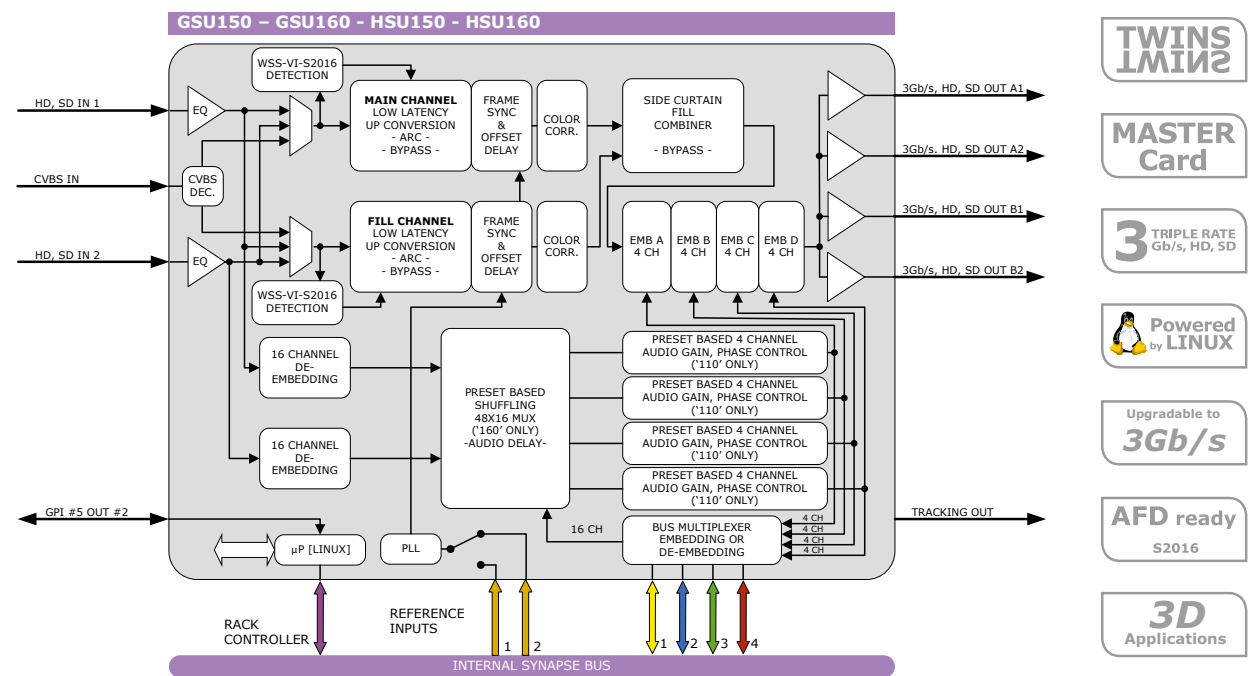 GSU150 – GSU160 - HSU150 - HSU160
WSS-VI-S2016
DETECTION
HD, SD IN 1
EQ
MAIN CHANNEL
LOW LATENCY
UP CONVERSION
- ARC -
- BYPASS -
FRAME
SYNC
&
OFFSET
DELAY
COLOR
CORR.
SIDE CURTAIN
FILL
COMBINER
- BYPASS -
3Gb/s, HD, SD OUT A1
3Gb/s. HD, SD OUT A2
CVBS IN
CVBS
DEC.
HD, SD IN 2
EQ
FILL CHANNEL
LOW LATENCY
UP CONVERSION
- ARC -
- BYPASS -
FRAME
SYNC
&
OFFSET
DELAY
COLOR
CORR.
EMB A
4 CH
EMB B
4 CH
EMB C
4 CH
EMB D
4 CH
3Gb/s, HD, SD OUT B1
3Gb/s, HD, SD OUT B2
WSS-VI-S2016
DETECTION
16 CHANNEL
DE-
EMBEDDING
16 CHANNEL
DE-
EMBEDDING
PRESET BASED
SHUFFLING
48X16 MUX
('160' ONLY)
-AUDIO DELAY-
PRESET BASED 4 CHANNEL
AUDIO GAIN, PHASE CONTROL
('110' ONLY)
PRESET BASED 4 CHANNEL
AUDIO GAIN, PHASE CONTROL
('110' ONLY)
PRESET BASED 4 CHANNEL
AUDIO GAIN, PHASE CONTROL
('110' ONLY)
PRESET BASED 4 CHANNEL
AUDIO GAIN, PHASE CONTROL
('110' ONLY)
GPI #5 OUT #2
TRACKING OUT
µP [LINUX]
PLL
16 CH
BUS MULTIPLEXER
EMBEDDING OR
DE-EMBEDDING
4 CH
4 CH
4 CH
4 CH
RACK
CONTROLLER
REFERENCE
INPUTS
1
2
1
2
3
4
INTERNAL SYNAPSE BUS
TWINS
TWINS
MASTER
Card
3 TRIPLE RATE
Gb/s, HD, SD
Powered
by LINUX
Upgradable to
3Gb/s
AFD ready
S2016
3D
Applications